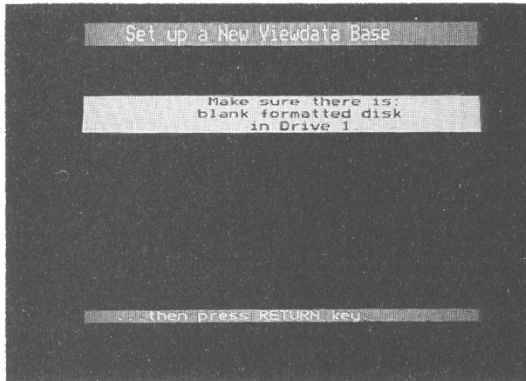 Set up a New Viewdata Base
Make sure there is:
blank formatted disk
in Drive 1.
...then press RETURN key.